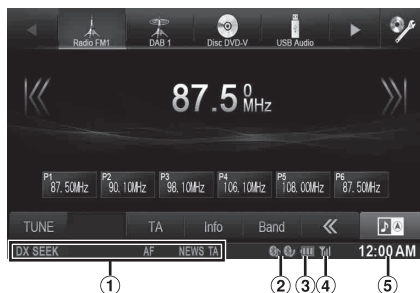 Radio FM1 DAB 1 Disc DVD-V USB Audio
87.50 MHz
P1 P2 P3 P4 P5 P6
87. 50MHz 90. 10MHz 98. 10MHz 106. 10MHz 108. 00MHz 87. 50MHz
TUNE TA Info Band
DX SEEK AF NEWS TA 12:00 AM
1 2 3 4 5